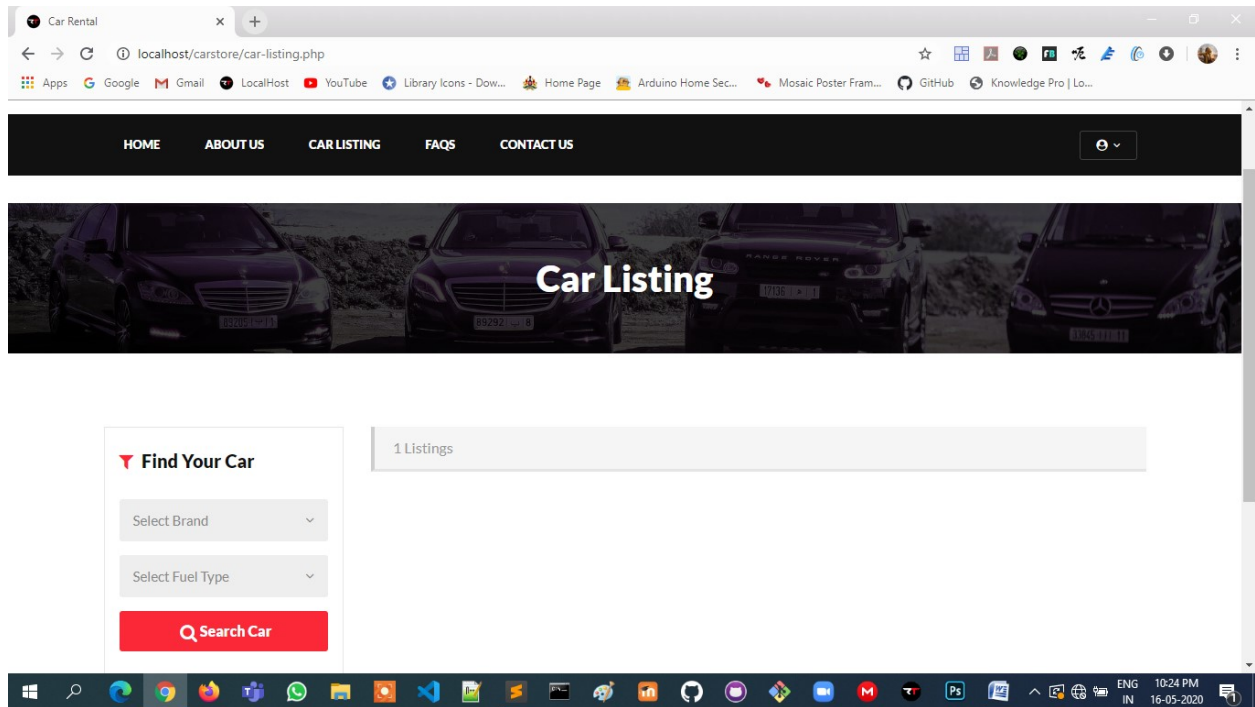 Car Rental
localhost/carstore/car-listing.php
Apps Google Gmail LocalHost YouTube Library Icons - Dow... Home Page Arduino Home Sec... Mosaic Poster Fram... GitHub Knowledge Pro | Lo...
HOME ABOUT US CAR LISTING FAQS CONTACT US
RANGE ROVER
Car Listing
1 Listings
Find Your Car
Select Brand
Select Fuel Type
Search Car
ENG 10:24 PM
IN 16-05-2020